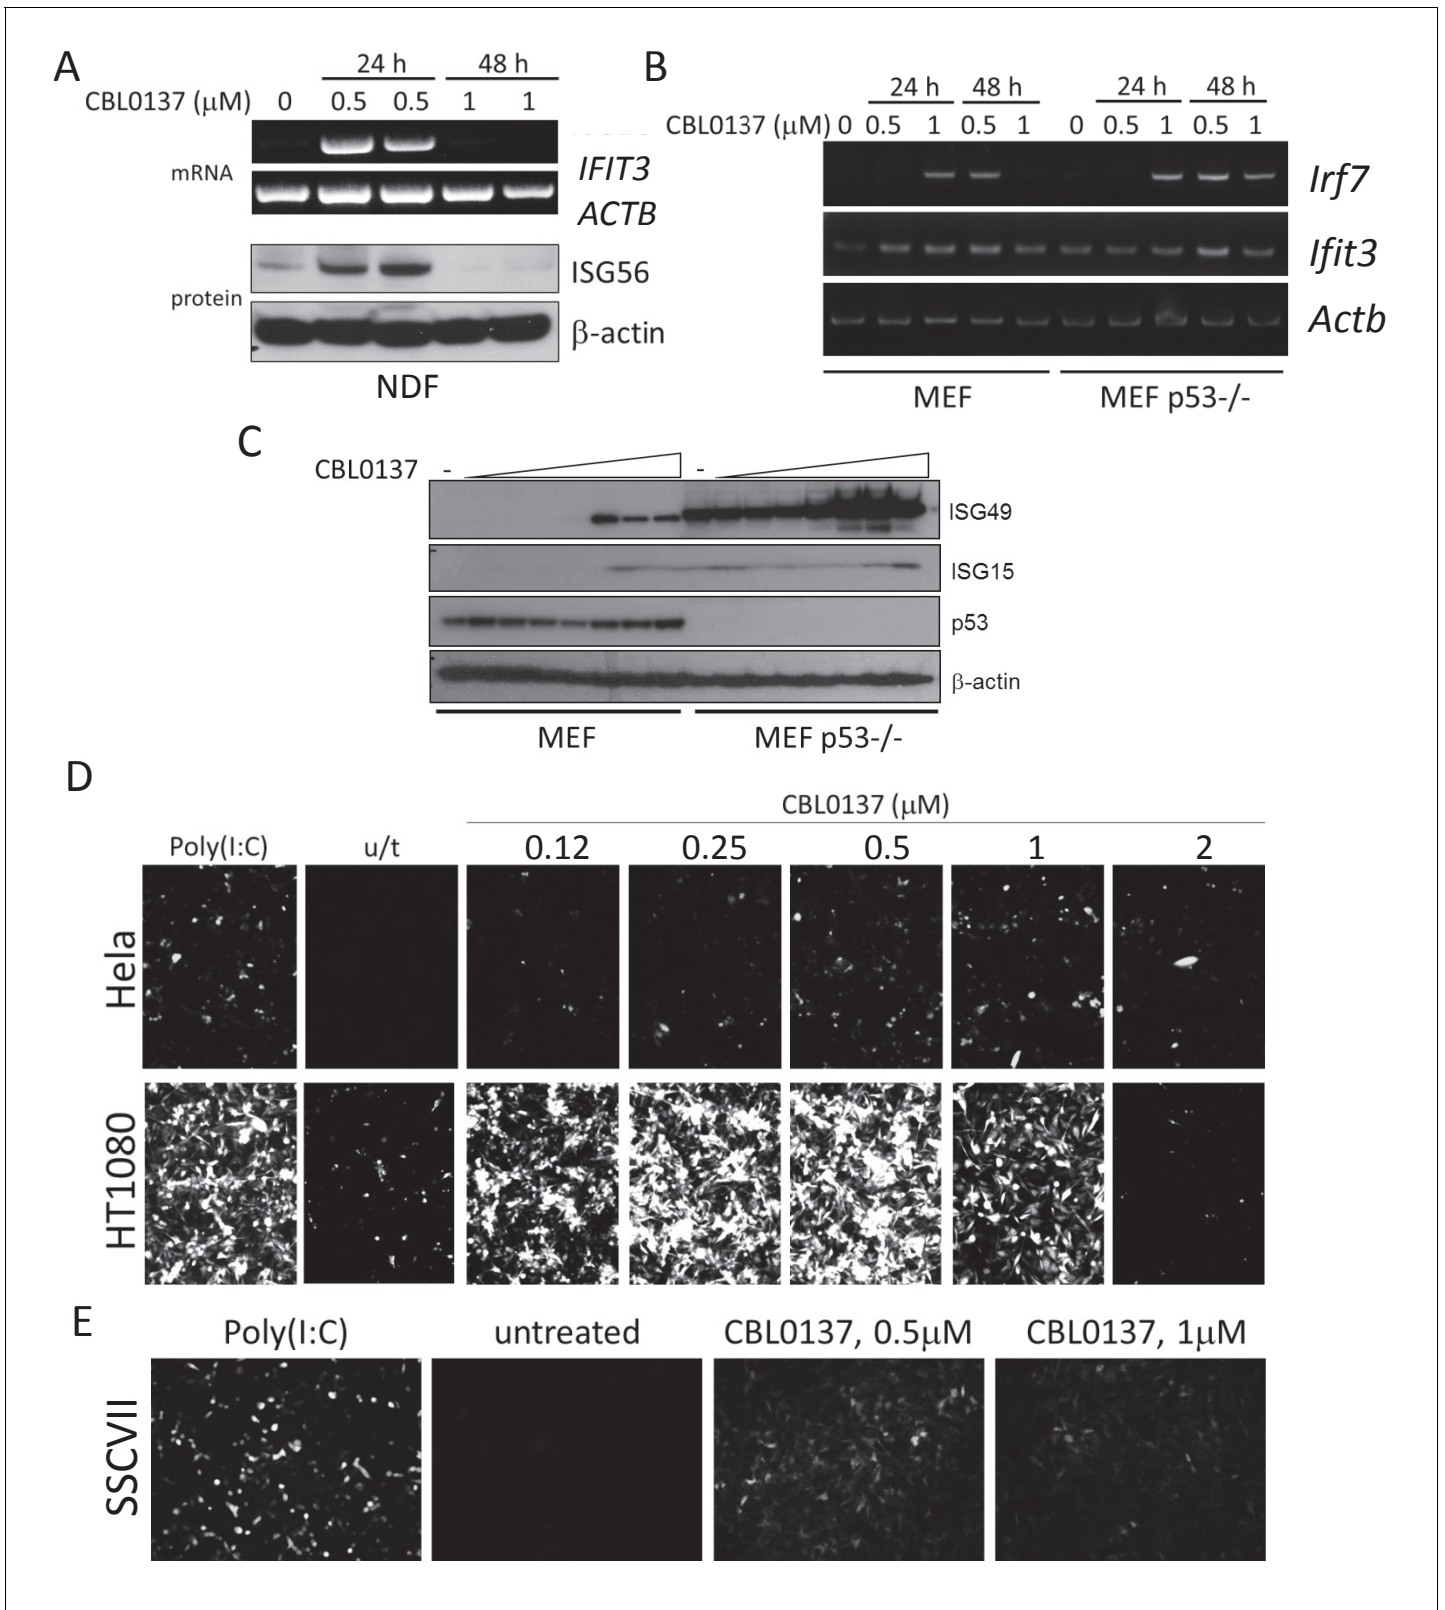 A
24 h 48 h
CBL0137 (μM) 0 0.5 0.5 1 1
mRNA
IFIT3
ACTB
protein
ISG56
β-actin
NDF
B
24 h 48 h 24 h 48 h
CBL0137 (μM) 0 0.5 1 0.5 1 0 0.5 1 0.5 1
Irf7
Ifit3
Actb
MEF MEF p53-/-
C
CBL0137 - -
ISG49
ISG15
p53
β-actin
MEF MEF p53-/-
D
CBL0137 (μM)
Poly(I:C) u/t 0.12 0.25 0.5 1 2
Hela
HT1080
E
Poly(I:C) untreated CBL0137, 0.5μM CBL0137, 1μM
SSCVII